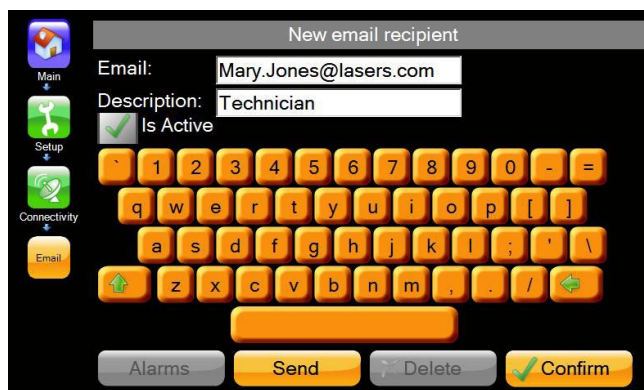 New email recipient
Main
Email: Mary.Jones@lasers.com
Description: Technician
Is Active
Setup
` 1 2 3 4 5 6 7 8 9 0 - =
q w e r t y u i o p [ ]
Connectivity
a s d f g h j k l ; ' \
Email
z x c v b n m , . /
Alarms Send Delete Confirm